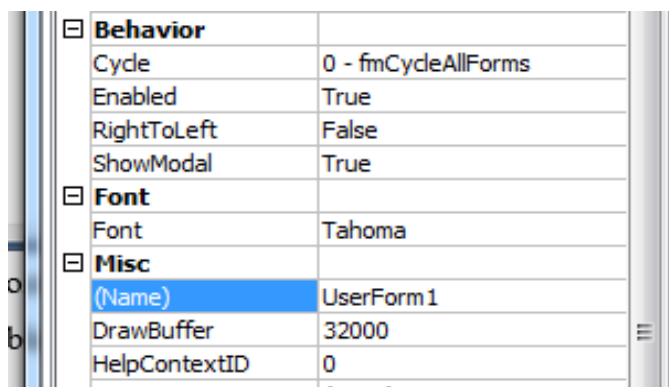 Behavior
Cycle 0 - fmCycleAllForms
Enabled True
RightToLeft False
ShowModal True
Font
Font Tahoma
Misc
(Name) UserForm1
DrawBuffer 32000
HelpContextID 0
o
b